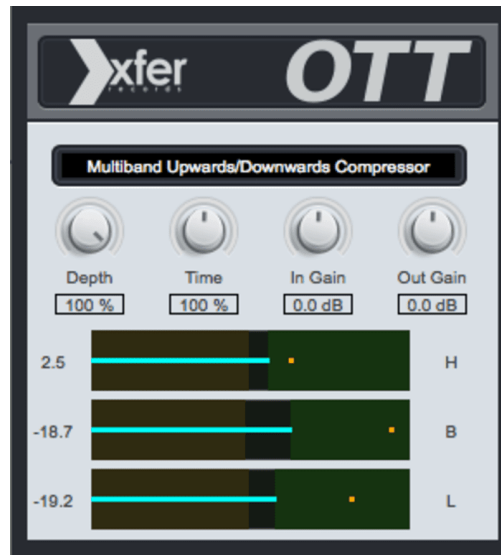 xfer OTT
records
Multiband Upwards/Downwards Compressor
Depth Time In Gain Out Gain
100 % 100 % 0.0 dB 0.0 dB
2.5 H
-18.7 B
-19.2 L